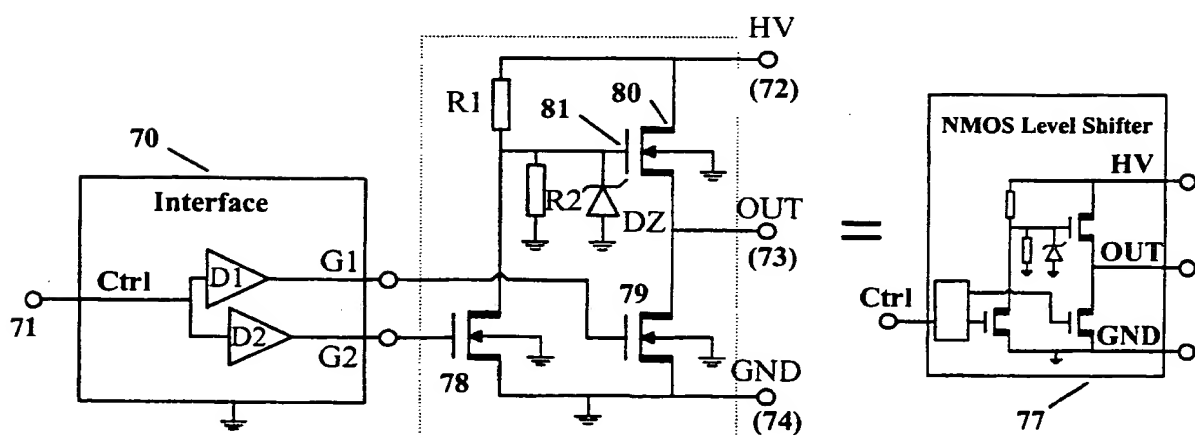 HV
(72)
R1
81
80
70
Interface
R2
DZ
OUT
(73)
Ctrl
D1
G1
71
D2
G2
79
78
GND
(74)
=
NMOS Level Shifter
HV
OUT
Ctrl
GND
77